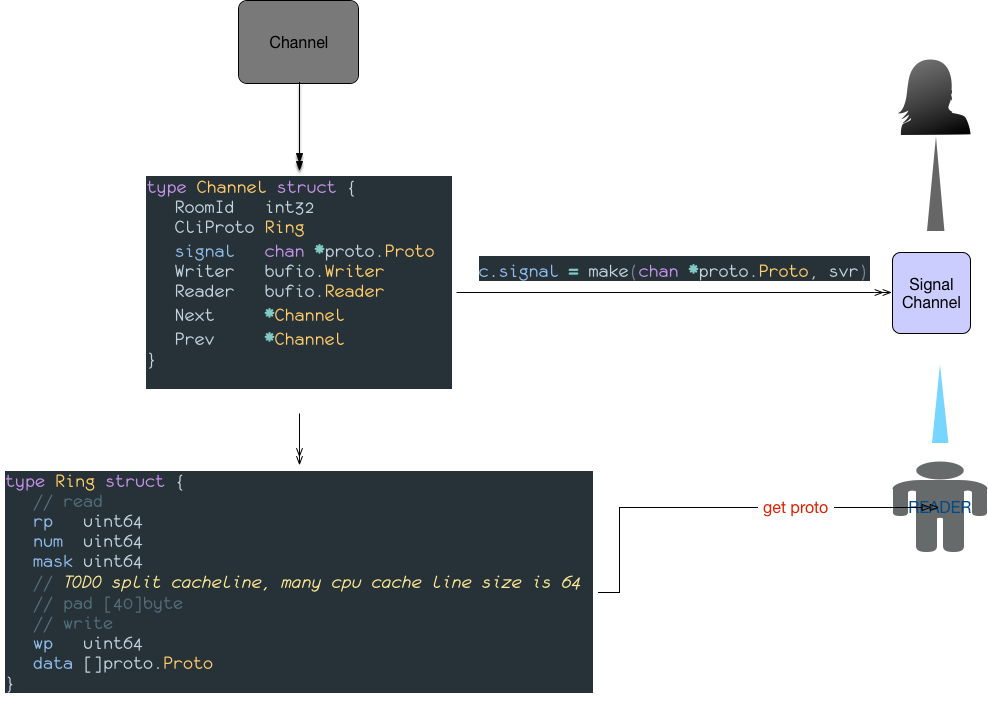 Channel
type Channel struct {
RoomId int32
CliProto Ring
signal chan *proto.Proto
Writer bufio.Writer
Reader bufio.Reader
Next *Channel
Prev *Channel
}
c.signal = make(chan *proto.Proto, svr)
Signal
Channel
type Ring struct {
// read
rp uint64
num uint64
mask uint64
// TODO split cacheline, many cpu cache line size is 64
// pad [40]byte
// write
wp uint64
data []proto.Proto
}
get proto
READER